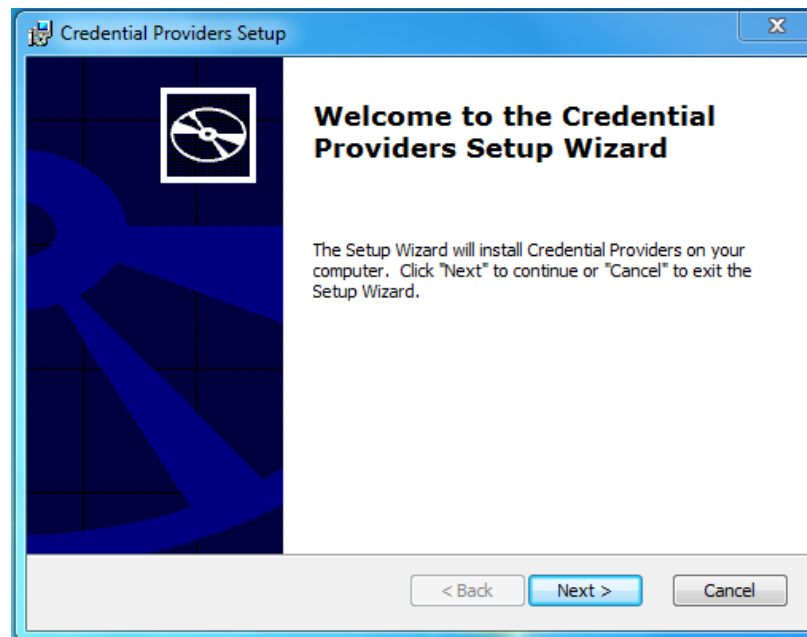 Credential Providers Setup
Welcome to the Credential
Providers Setup Wizard
The Setup Wizard will install Credential Providers on your
computer. Click "Next" to continue or "Cancel" to exit the
Setup Wizard.
< Back Next > Cancel